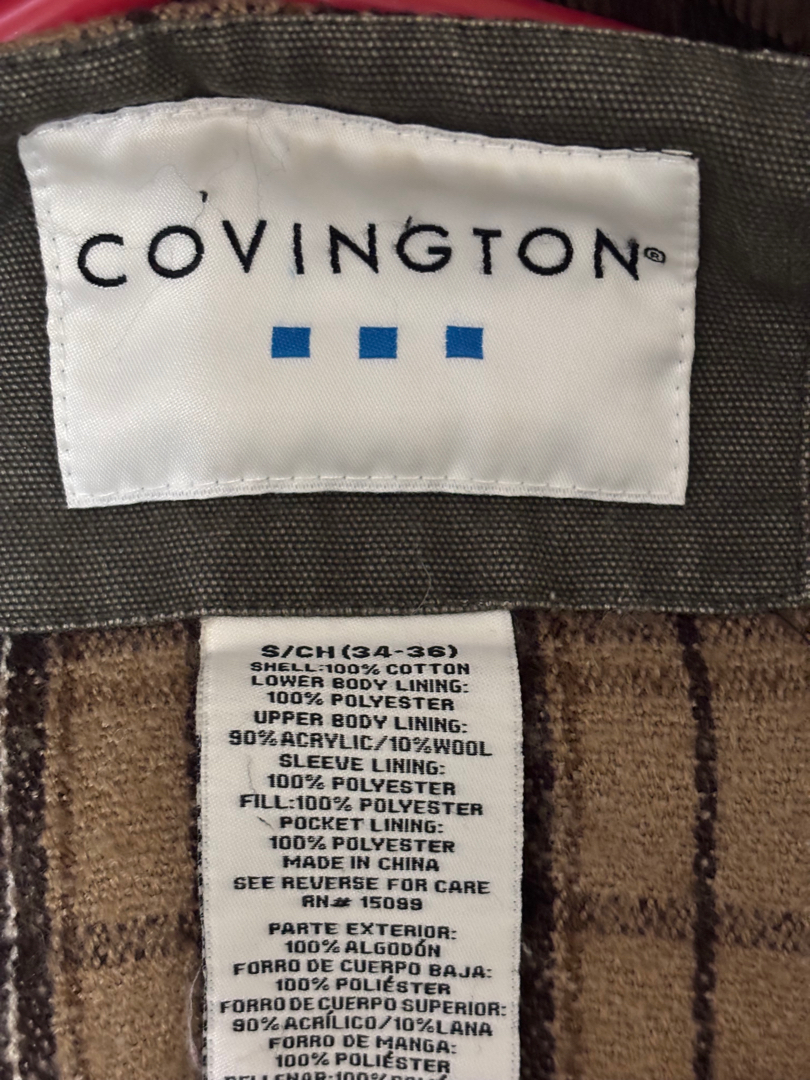 COVINGTON®
S/CH (34-36)
SHELL:100% COTTON
LOWER BODY LINING:
100% POLYESTER
UPPER BODY LINING:
90%ACRYLIC/10%WOOL
SLEEVE LINING:
100% POLYESTER
FILL:100% POLYESTER
POCKET LINING:
100% POLYESTER
MADE IN CHINA
SEE REVERSE FOR CARE
RN# 15099
PARTE EXTERIOR:
100% ALGODÓN
FORRO DE CUERPO BAJA:
100% POLIÉSTER
FORRO DE CUERPO SUPERIOR:
90% ACRÍLICO/10%LANA
FORRO DE MANGA:
100% POLIÉSTER